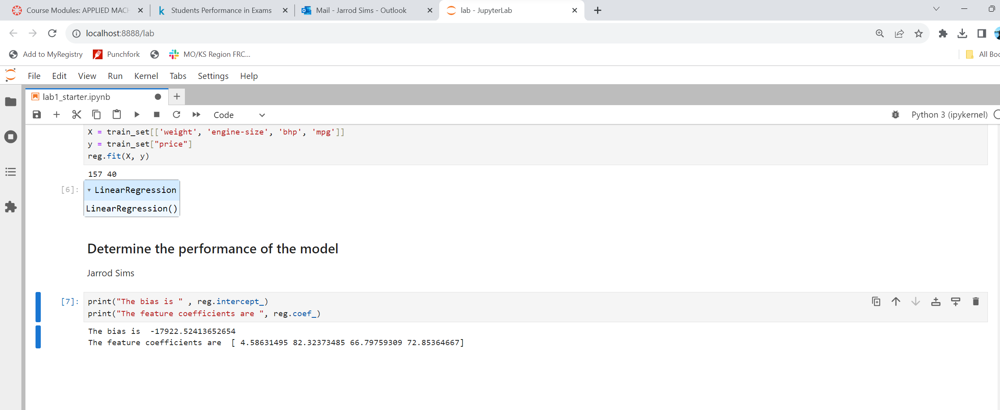 Course Modules: APPLIED MACH
Students Performance in Exams
Mail - Jarrod Sims - Outlook
lab - JupyterLab
localhost:8888/lab
Add to MyRegistry
Punchfork
MO/KS Region FRC...
All Boo
File Edit View Run Kernel Tabs Settings Help
lab1_starter.ipynb
Code
Python 3 (ipykernel)
X = train_set[['weight', 'engine-size', 'bhp', 'mpg']]
y = train_set["price"]
reg.fit(X, y)
157 40
[6]:
LinearRegression
LinearRegression()
Determine the performance of the model
Jarrod Sims
[7]:
print("The bias is " , reg.intercept_)
print("The feature coefficients are ", reg.coef_)
The bias is  -17922.52413652654
The feature coefficients are  [ 4.58631495 82.32373485 66.79759309 72.85364667]